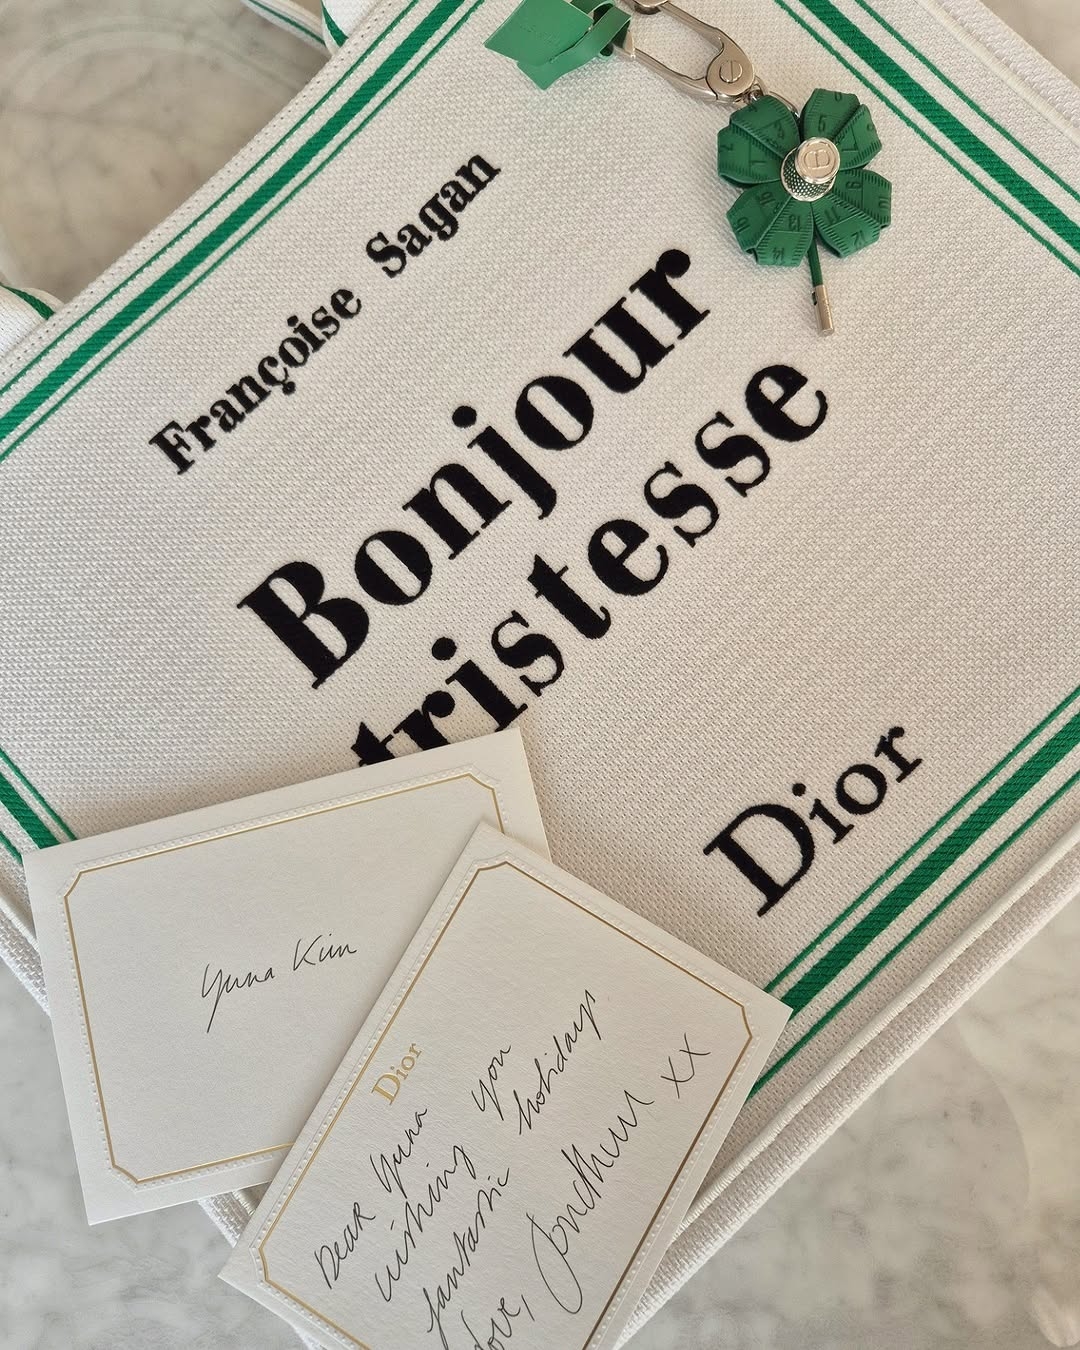 Françoise Sagan
Bonjour
tristesse
Dior
Yuna Kim
Dior
Dear Yuna
wishing you
fantastic holidays
Love, Jonathan xx